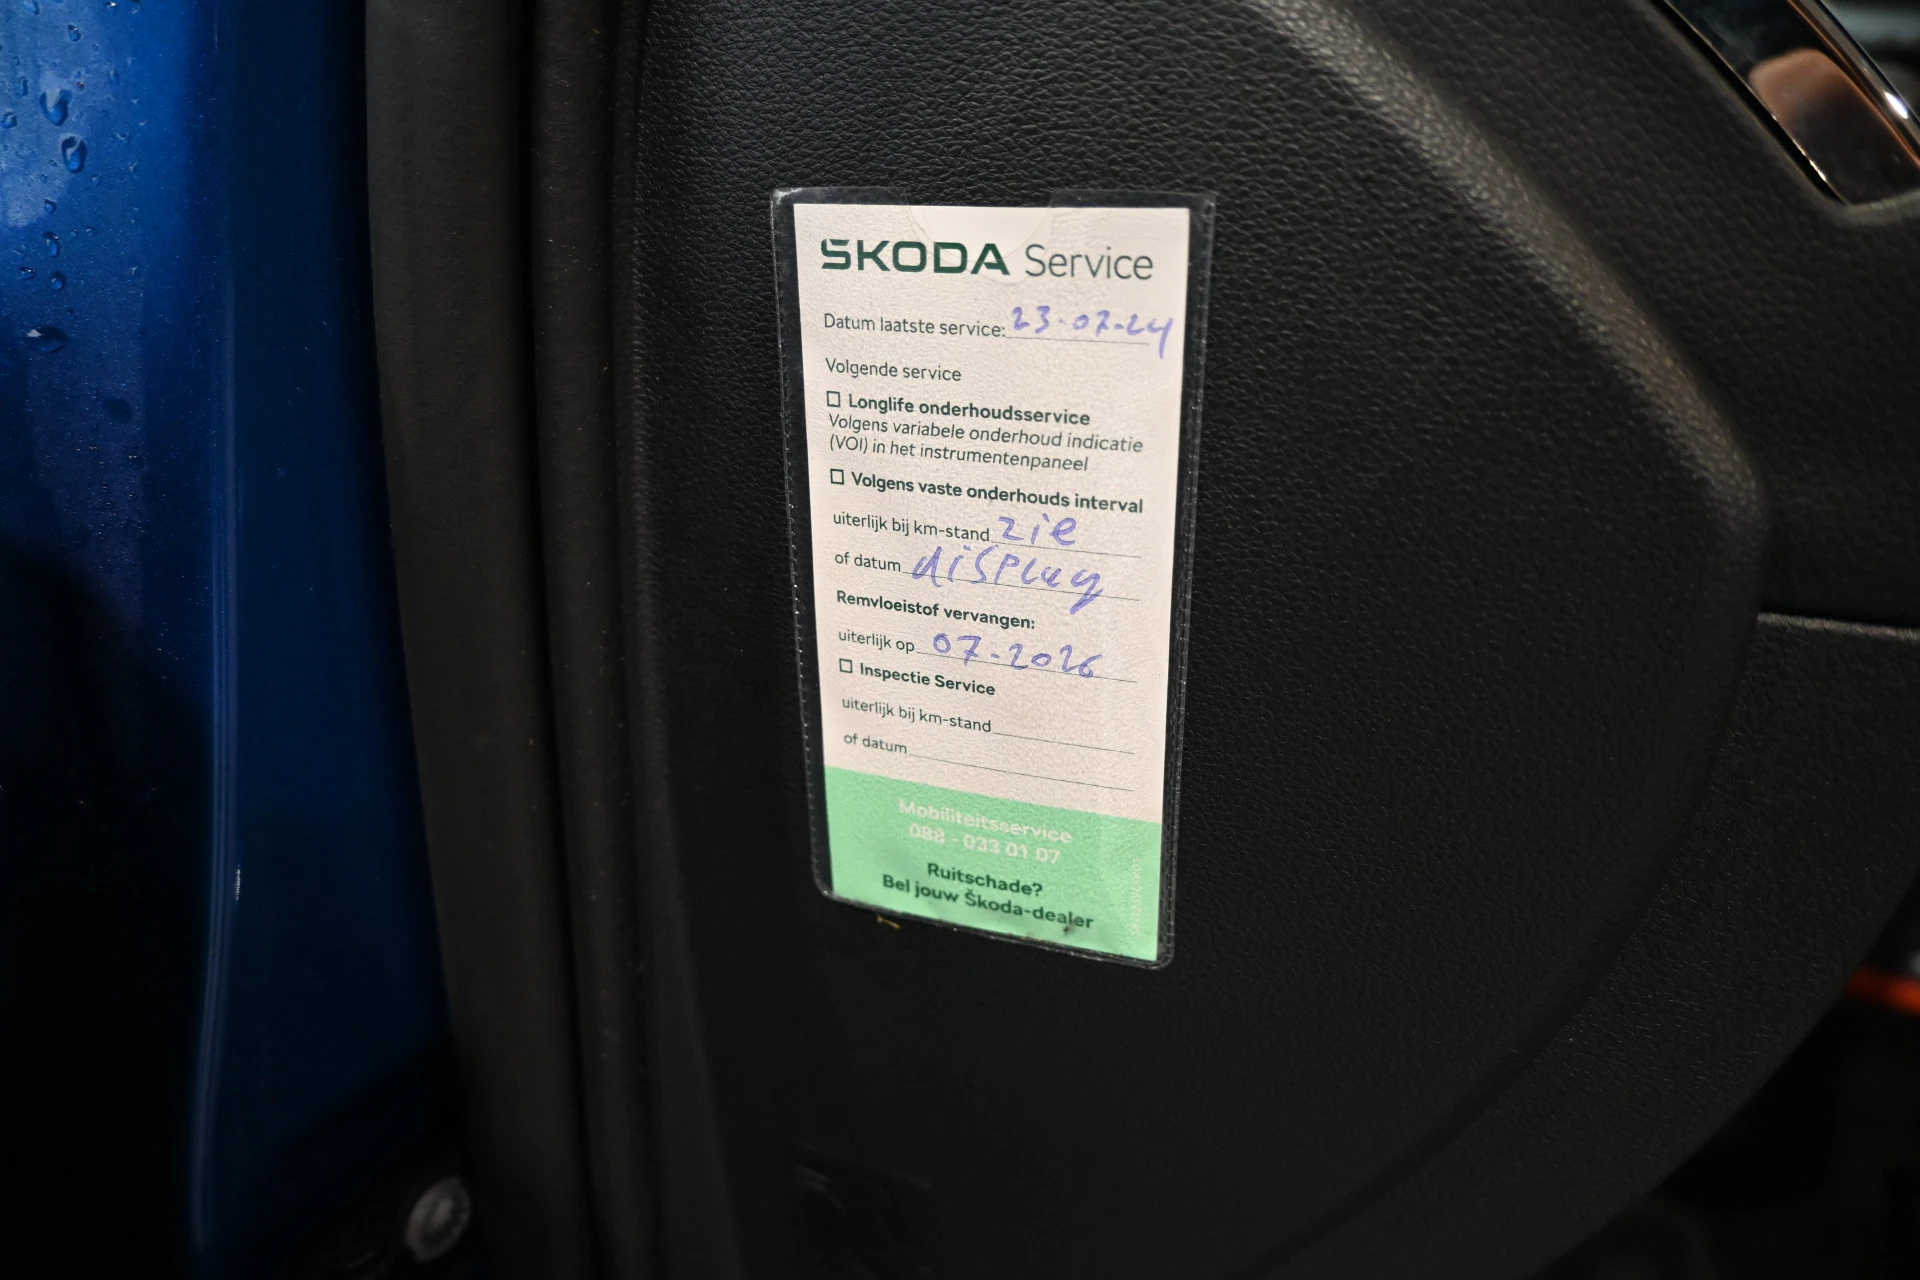 ŠKODA Service
Datum laatste service: 23-07-24
Volgende service
☐ Longlife onderhoudsservice
Volgens variabele onderhoud indicatie
(VOI) in het instrumentenpaneel
☐ Volgens vaste onderhouds interval
uiterlijk bij km-stand zie
of datum display
Remvloeistof vervangen:
uiterlijk op 07-2026
☐ Inspectie Service
uiterlijk bij km-stand
of datum
Mobiliteitsservice
088 - 033 01 07
Ruitschade?
Bel jouw Škoda-dealer